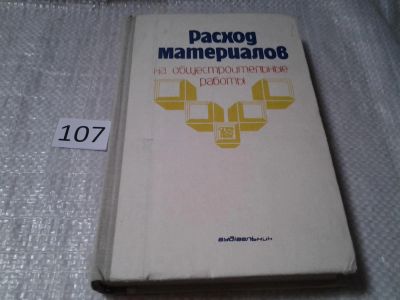 Расход
материалов
на общестроительные
работы
107
будівельник